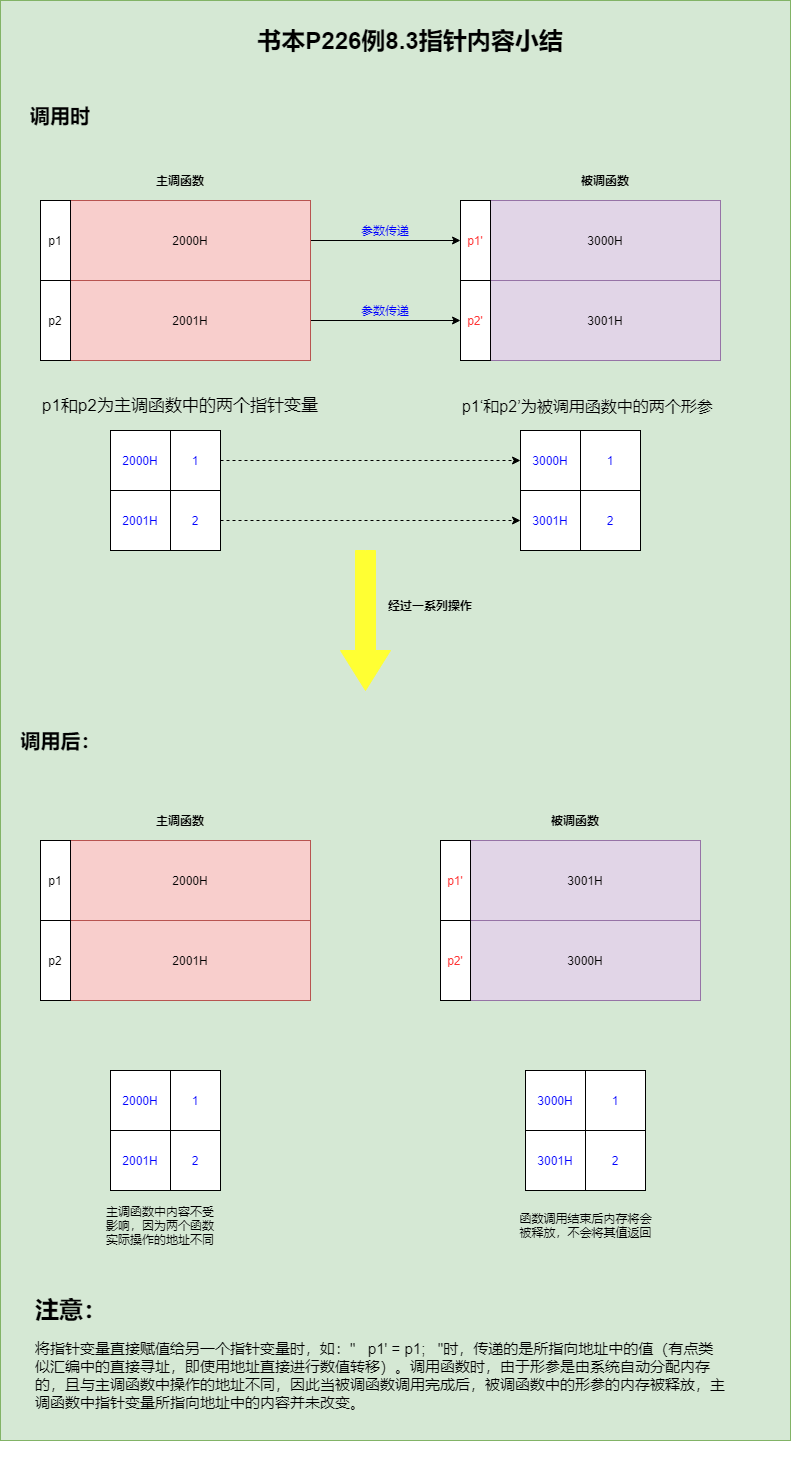 书本P226例8.3指针内容小结
调用时
主调函数
被调函数
p1
2000H
参数传递
p1'
3000H
p2
2001H
参数传递
p2'
3001H
p1和p2为主调函数中的两个指针变量
p1‘和p2’为被调用函数中的两个形参
2000H
1
3000H
1
2001H
2
3001H
2
经过一系列操作
调用后：
主调函数
被调函数
p1
2000H
p1'
3001H
p2
2001H
p2'
3000H
2000H
1
3000H
1
2001H
2
3001H
2
主调函数中内容不受
影响，因为两个函数
实际操作的地址不同
函数调用结束后内存将会
被释放，不会将其值返回
注意：
将指针变量直接赋值给另一个指针变量时，如：" p1' = p1; "时，传递的是所指向地址中的值（有点类
似汇编中的直接寻址，即使用地址直接进行数值转移）。调用函数时，由于形参是由系统自动分配内存
的，且与主调函数中操作的地址不同，因此当被调函数调用完成后，被调函数中的形参的内存被释放，主
调函数中指针变量所指向地址中的内容并未改变。